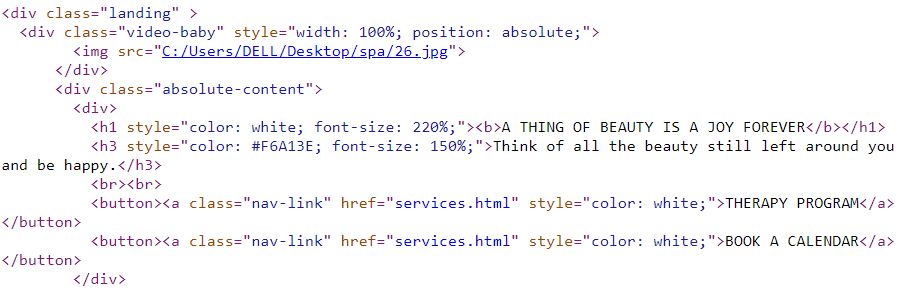 <div class="landing" >
  <div class="video-baby" style="width: 100%; position: absolute;">
        <img src="C:/Users/DELL/Desktop/spa/26.jpg">
      </div>
      <div class="absolute-content">
        <div>
          <h1 style="color: white; font-size: 220%;"><b>A THING OF BEAUTY IS A JOY FOREVER</b></h1>
          <h3 style="color: #F6A13E; font-size: 150%;">Think of all the beauty still left around you
and be happy.</h3>
          <br><br>
          <button><a class="nav-link" href="services.html" style="color: white;">THERAPY PROGRAM</a>
</button>
          <button><a class="nav-link" href="services.html" style="color: white;">BOOK A CALENDAR</a>
</button>
        </div>